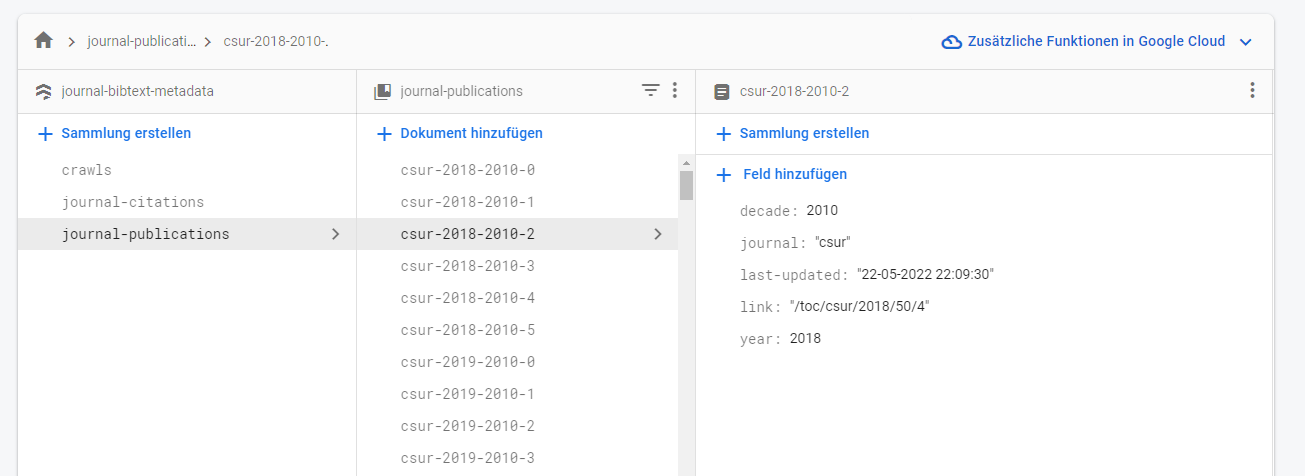 journal-publicati... csur-2018-2010-. Zusätzliche Funktionen in Google Cloud
journal-bibtext-metadata journal-publications csur-2018-2010-2
Sammlung erstellen Dokument hinzufügen Sammlung erstellen
crawls csur-2018-2010-0 Feld hinzufügen
journal-citations csur-2018-2010-1 decade: 2010
journal-publications csur-2018-2010-2 journal: "csur"
csur-2018-2010-3 last-updated: "22-05-2022 22:09:30"
csur-2018-2010-4 link: "/toc/csur/2018/50/4"
csur-2018-2010-5 year: 2018
csur-2019-2010-0
csur-2019-2010-1
csur-2019-2010-2
csur-2019-2010-3